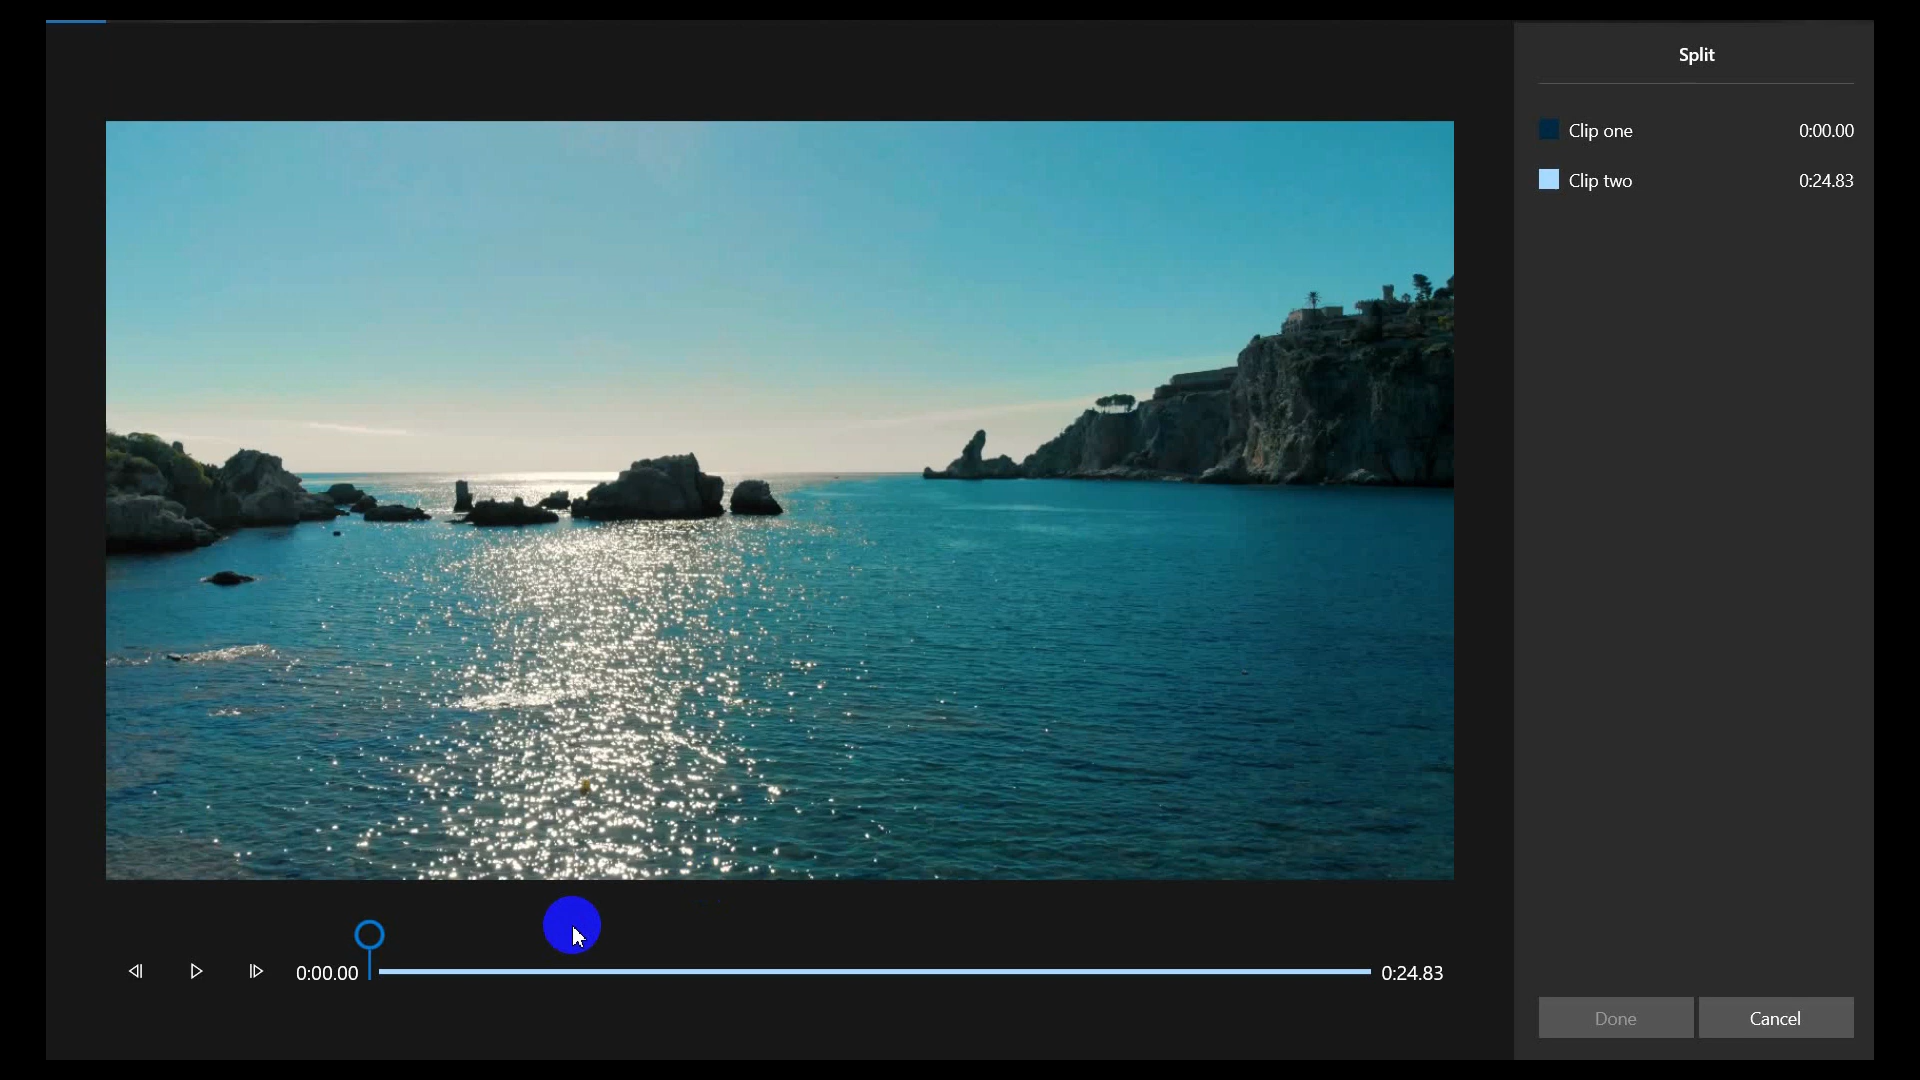 Split
Clip one 0:00.00
Clip two 0:24.83
0:00.00 0:24.83
Done Cancel